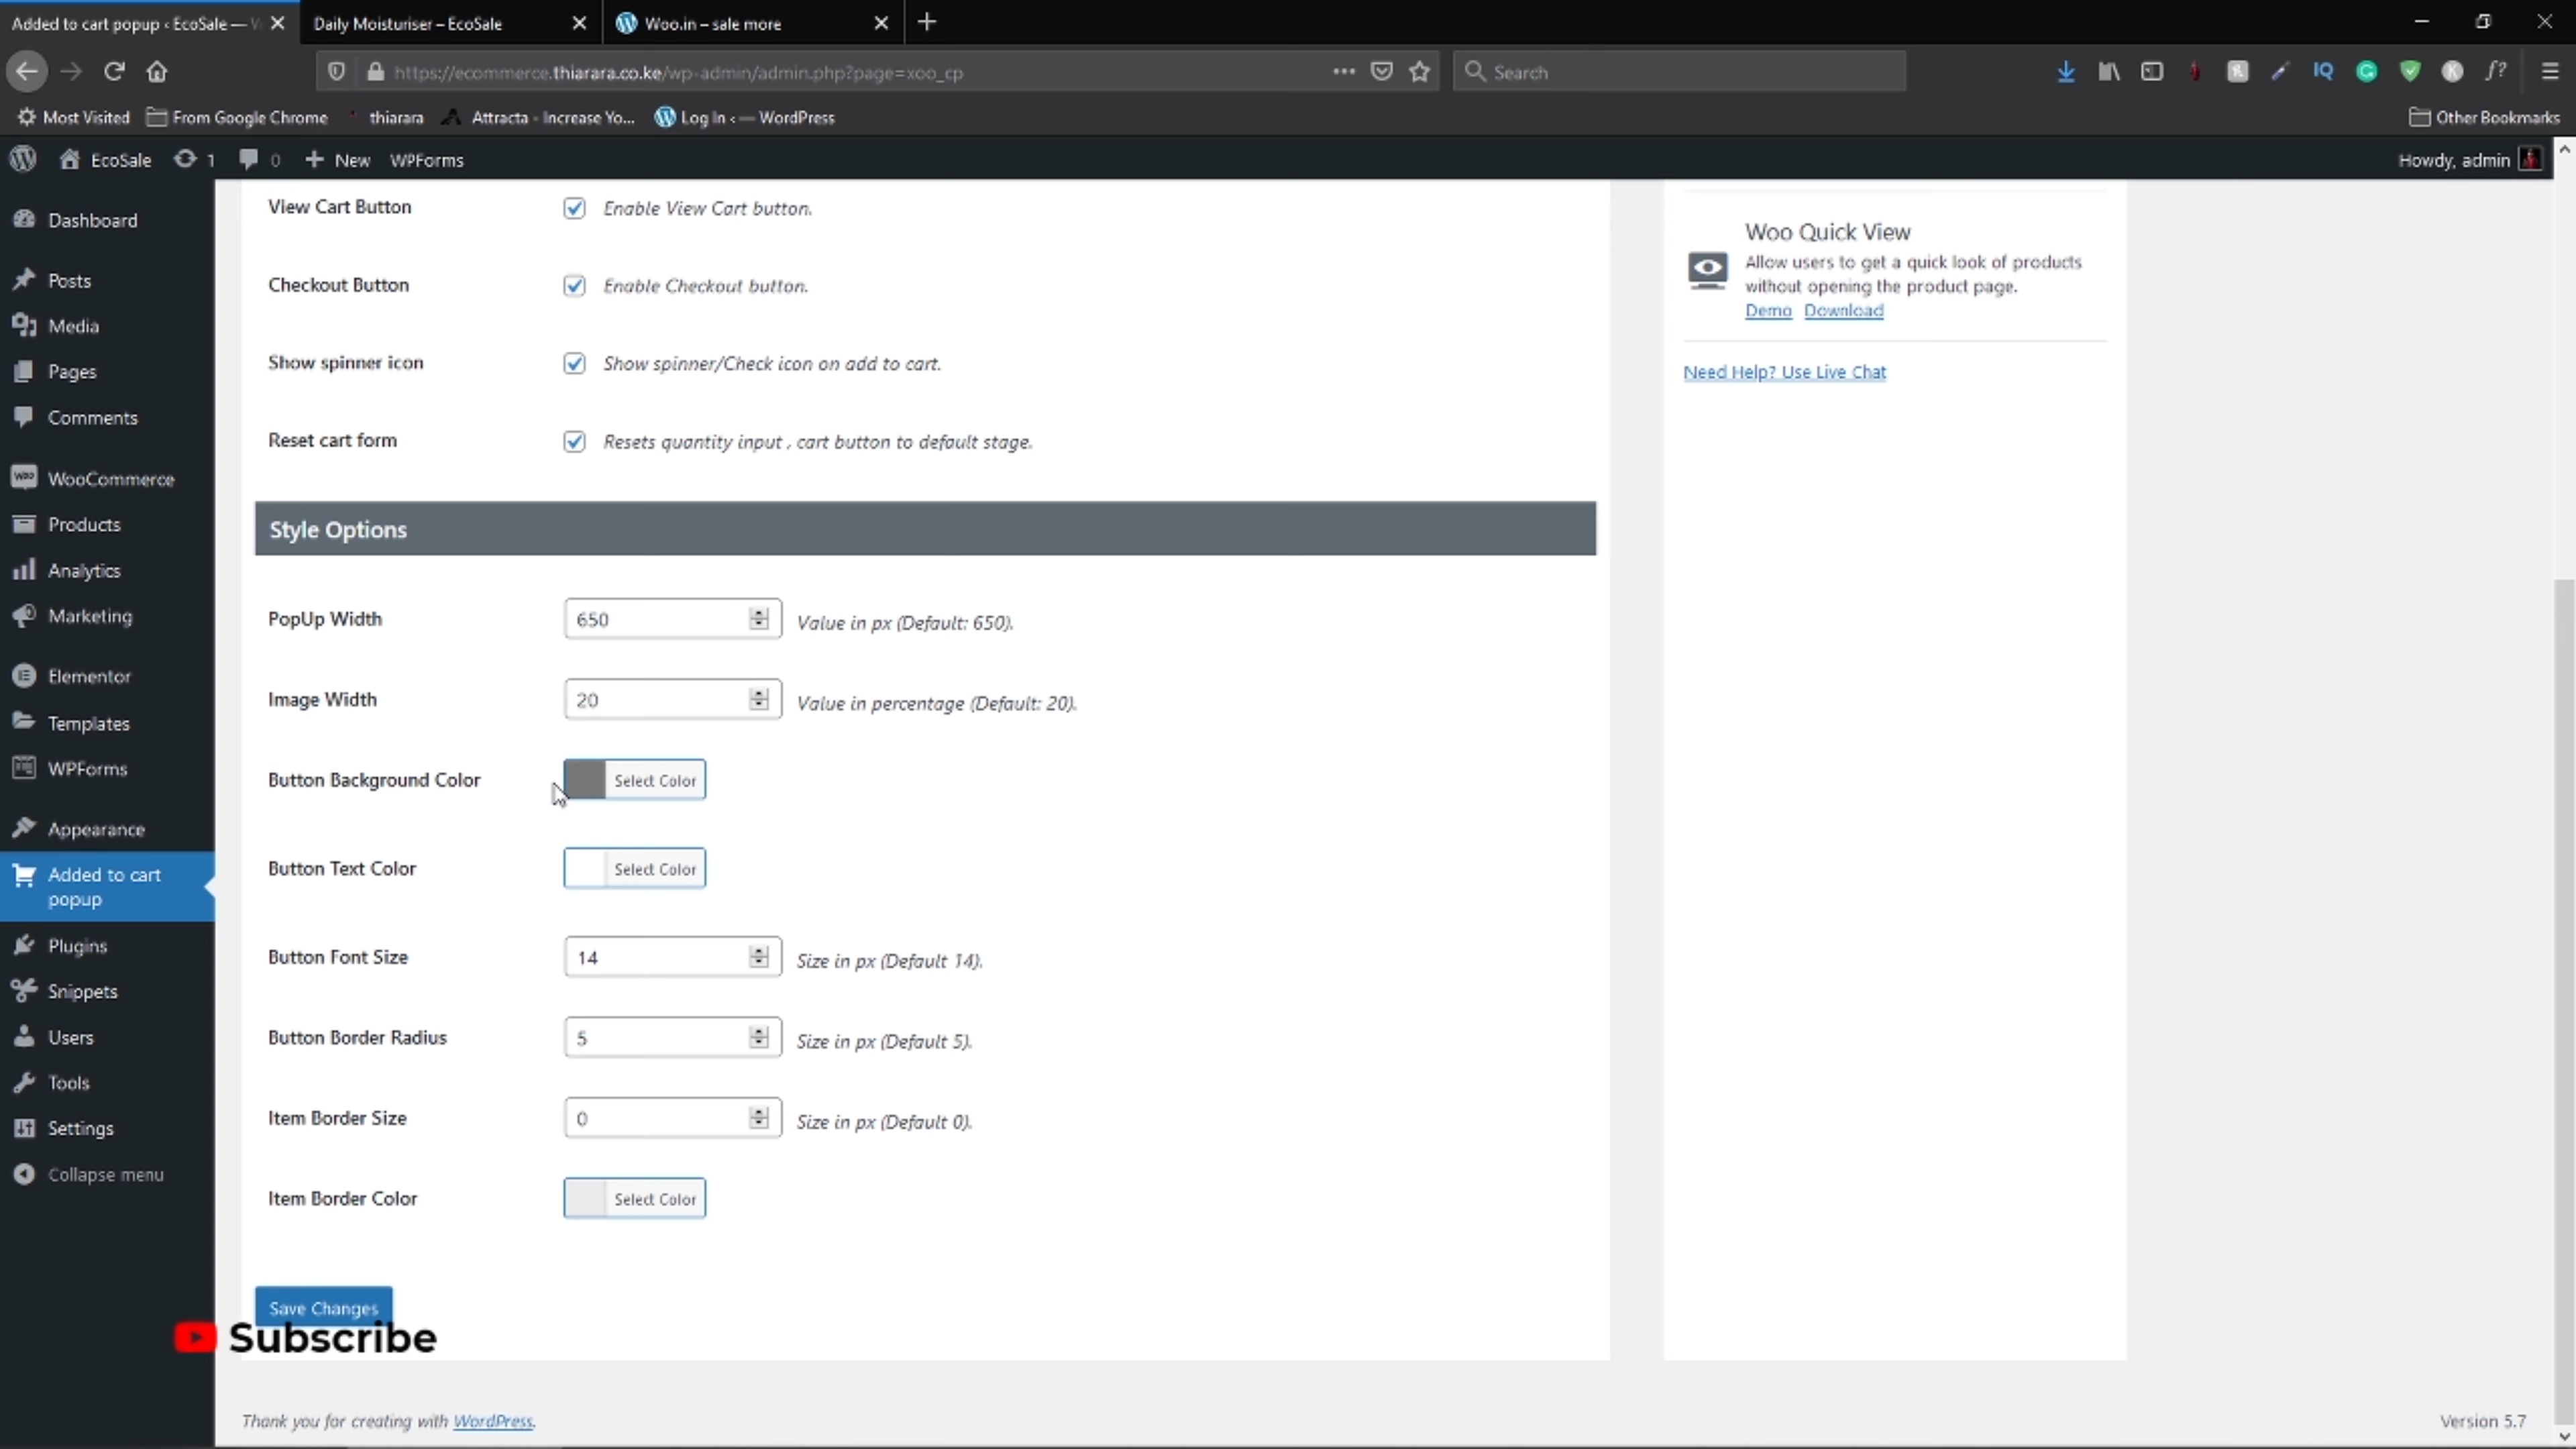 Added to cart popup ‹ EcoSale —
Daily Moisturiser – EcoSale
Woo.in – sale more
https://ecommerce.thiarara.co.ke/wp-admin/admin.php?page=xoo_cp
Search
IQ
f?
Most Visited
From Google Chrome
thiarara
Attracta - Increase Yo...
Log In ‹ — WordPress
Other Bookmarks
EcoSale
1
0
New
WPForms
Howdy, admin
Dashboard
Posts
Media
Pages
Comments
WooCommerce
Products
Analytics
Marketing
Elementor
Templates
WPForms
Appearance
Added to cart
popup
Plugins
Snippets
Users
Tools
Settings
Collapse menu
View Cart Button
Enable View Cart button.
Checkout Button
Enable Checkout button.
Show spinner icon
Show spinner/Check icon on add to cart.
Reset cart form
Resets quantity input , cart button to default stage.
Style Options
PopUp Width
650
Value in px (Default: 650).
Image Width
20
Value in percentage (Default: 20).
Button Background Color
Select Color
Button Text Color
Select Color
Button Font Size
14
Size in px (Default 14).
Button Border Radius
5
Size in px (Default 5).
Item Border Size
0
Size in px (Default 0).
Item Border Color
Select Color
Save Changes
Subscribe
Woo Quick View
Allow users to get a quick look of products
without opening the product page.
Demo Download
Need Help? Use Live Chat
Thank you for creating with WordPress.
Version 5.7